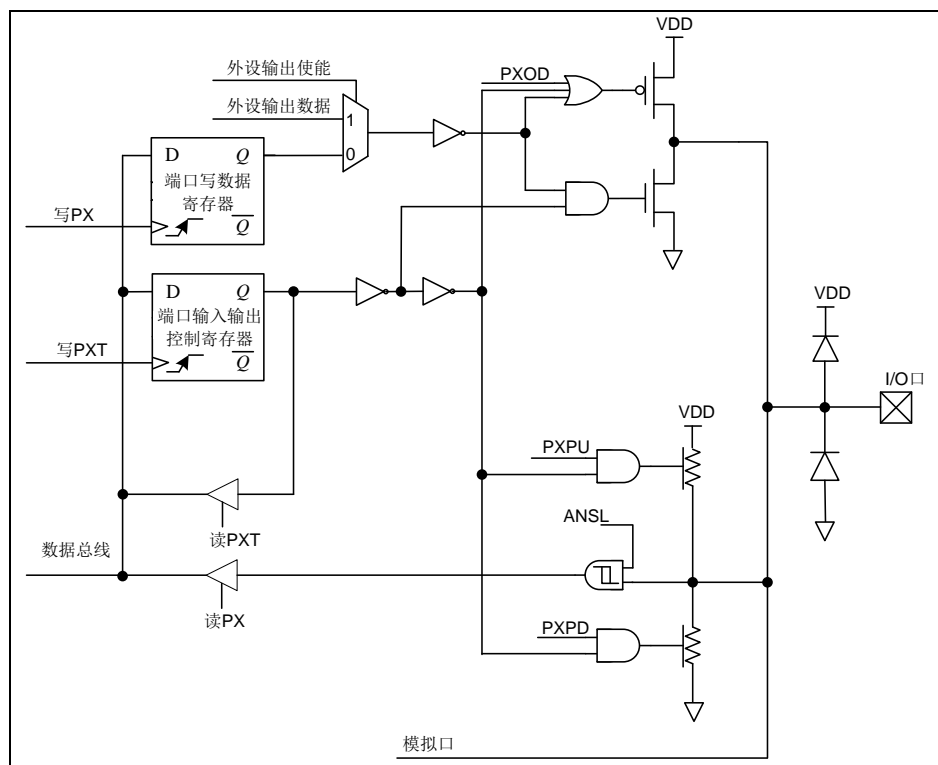 VDD
外设输出使能
PXOD
外设输出数据
1
0
D Q
端口写数据
寄存器
Q
写PX
D Q
端口输入输出
控制寄存器
Q
写PXT
VDD
I/O口
VDD
PXPU
ANSL
读PXT
数据总线
读PX
PXPD
模拟口